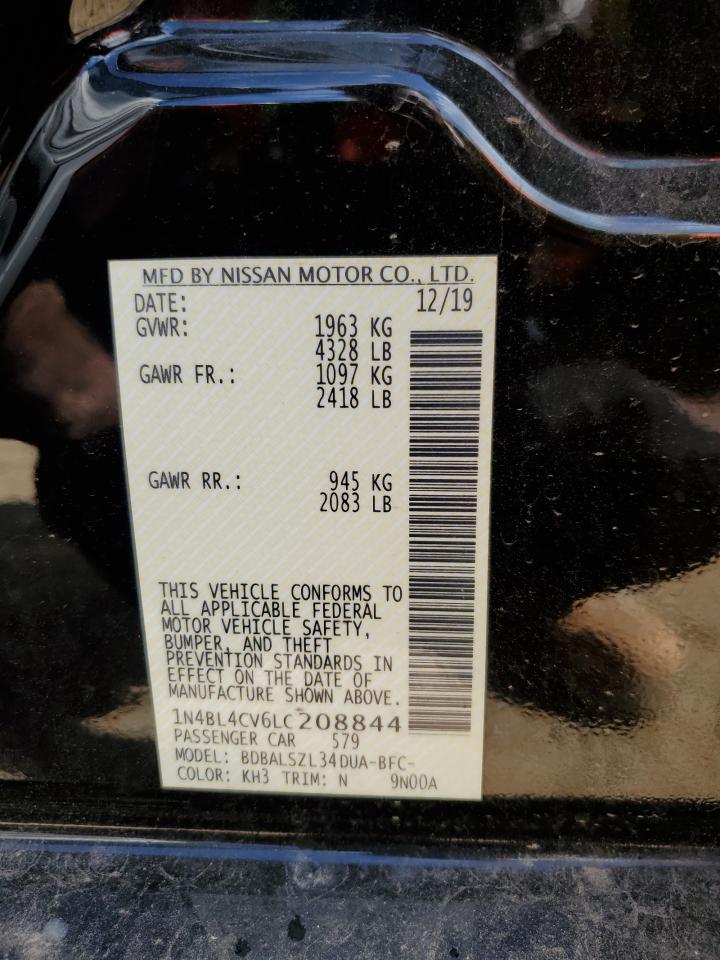 MFD BY NISSAN MOTOR CO., LTD.
DATE: 12/19
GVWR: 1963 KG
4328 LB
GAWR FR.: 1097 KG
2418 LB
GAWR RR.: 945 KG
2083 LB
THIS VEHICLE CONFORMS TO
ALL APPLICABLE FEDERAL
MOTOR VEHICLE SAFETY,
BUMPER, AND THEFT
PREVENTION STANDARDS IN
EFFECT ON THE DATE OF
MANUFACTURE SHOWN ABOVE.
1N4BL4CV6LC208844
PASSENGER CAR 579
MODEL: BDBALSZL34DUA-BFC-
COLOR: KH3 TRIM: N 9N00A